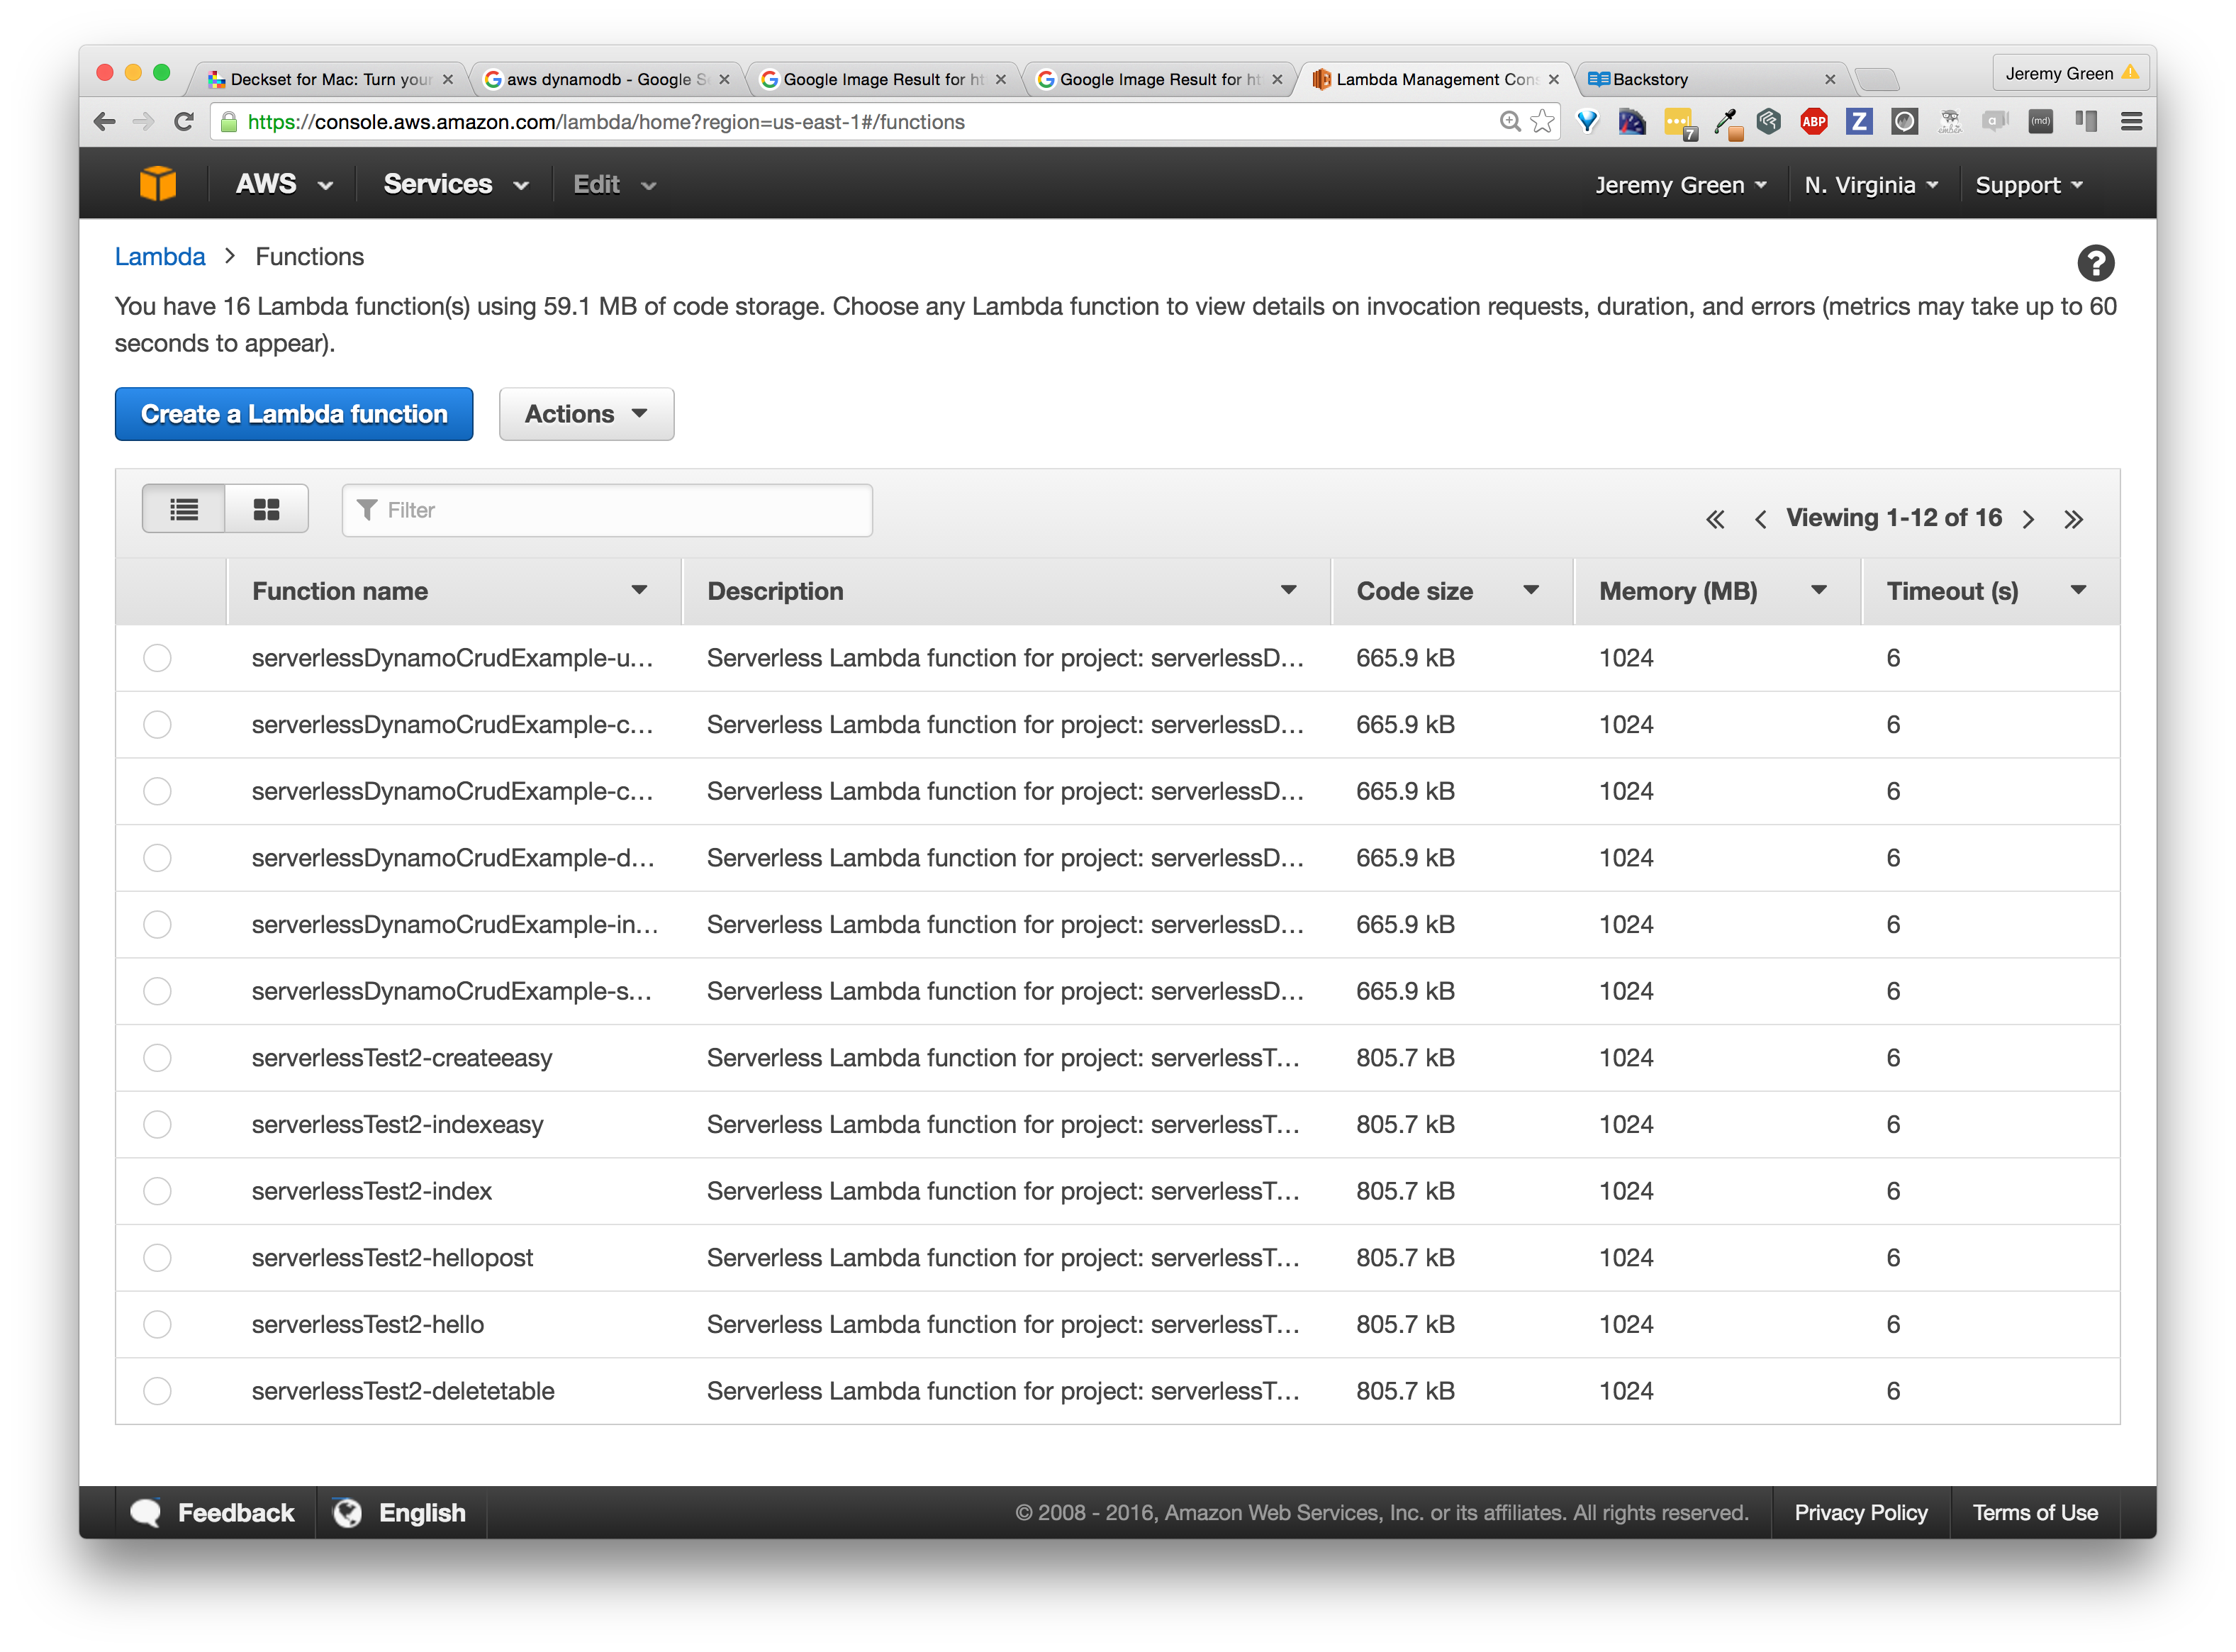 Deckset for Mac: Turn your
aws dynamodb - Google S
Google Image Result for ht
Google Image Result for ht
Lambda Management Con
Backstory
Jeremy Green
https://console.aws.amazon.com/lambda/home?region=us-east-1#/functions
7
ABP
Z
a
(md)
AWS
Services
Edit
Jeremy Green
N. Virginia
Support
Lambda > Functions
?
You have 16 Lambda function(s) using 59.1 MB of code storage. Choose any Lambda function to view details on invocation requests, duration, and errors (metrics may take up to 60
seconds to appear).
Create a Lambda function
Actions
Filter
« < Viewing 1-12 of 16 > »
Function name Description Code size Memory (MB) Timeout (s)
serverlessDynamoCrudExample-u... Serverless Lambda function for project: serverlessD... 665.9 kB 1024 6
serverlessDynamoCrudExample-c... Serverless Lambda function for project: serverlessD... 665.9 kB 1024 6
serverlessDynamoCrudExample-c... Serverless Lambda function for project: serverlessD... 665.9 kB 1024 6
serverlessDynamoCrudExample-d... Serverless Lambda function for project: serverlessD... 665.9 kB 1024 6
serverlessDynamoCrudExample-in... Serverless Lambda function for project: serverlessD... 665.9 kB 1024 6
serverlessDynamoCrudExample-s... Serverless Lambda function for project: serverlessD... 665.9 kB 1024 6
serverlessTest2-createeasy Serverless Lambda function for project: serverlessT... 805.7 kB 1024 6
serverlessTest2-indexeasy Serverless Lambda function for project: serverlessT... 805.7 kB 1024 6
serverlessTest2-index Serverless Lambda function for project: serverlessT... 805.7 kB 1024 6
serverlessTest2-hellopost Serverless Lambda function for project: serverlessT... 805.7 kB 1024 6
serverlessTest2-hello Serverless Lambda function for project: serverlessT... 805.7 kB 1024 6
serverlessTest2-deletetable Serverless Lambda function for project: serverlessT... 805.7 kB 1024 6
Feedback
English
© 2008 - 2016, Amazon Web Services, Inc. or its affiliates. All rights reserved.
Privacy Policy
Terms of Use